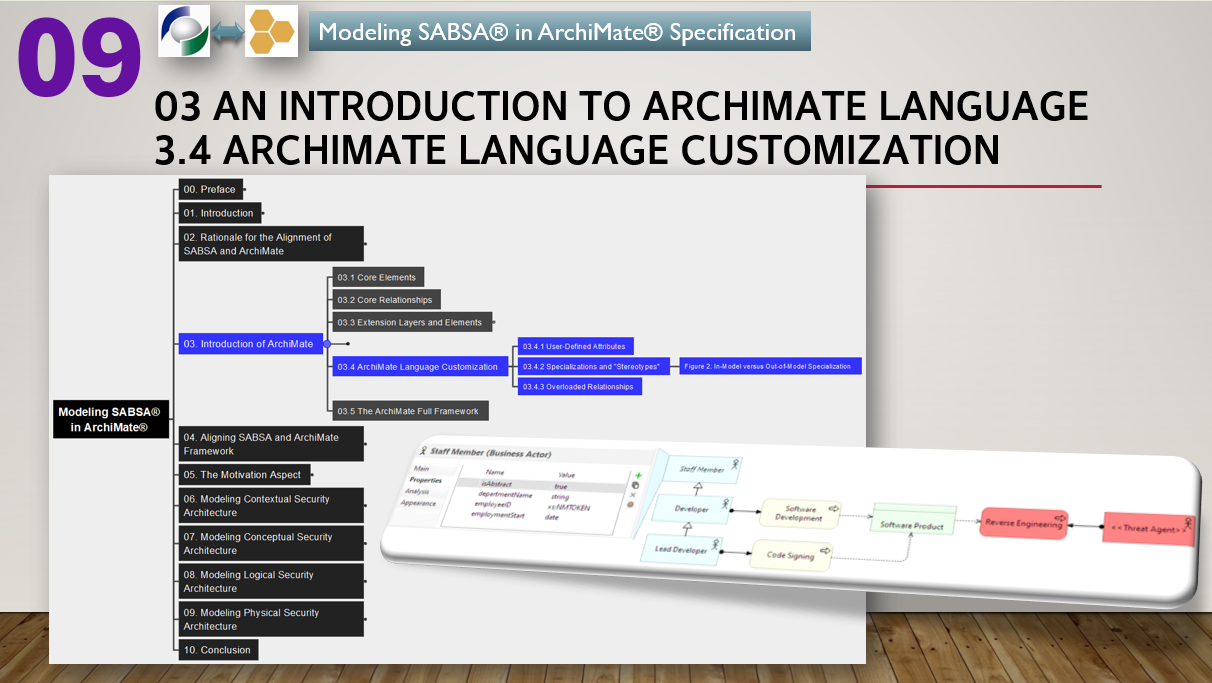 09
Modeling SABSA® in ArchiMate® Specification
03 AN INTRODUCTION TO ARCHIMATE LANGUAGE
3.4 ARCHIMATE LANGUAGE CUSTOMIZATION
Modeling SABSA®
in ArchiMate®
00. Preface
01. Introduction
02. Rationale for the Alignment of
SABSA and ArchiMate
03. Introduction of ArchiMate
03.1 Core Elements
03.2 Core Relationships
03.3 Extension Layers and Elements
03.4 ArchiMate Language Customization
03.4.1 User-Defined Attributes
03.4.2 Specializations and "Stereotypes"
Figure 2: In-Model versus Out-of-Model Specialization
03.4.3 Overloaded Relationships
03.5 The ArchiMate Full Framework
04. Aligning SABSA and ArchiMate
Framework
05. The Motivation Aspect
06. Modeling Contextual Security
Architecture
07. Modeling Conceptual Security
Architecture
08. Modeling Logical Security
Architecture
09. Modeling Physical Security
Architecture
10. Conclusion
Staff Member (Business Actor)
Main
Properties
Analysis
Appearance
Name Value
isAbstract true
departmentName string
employeeID xs:NMTOKEN
employmentStart date
Staff Member
Developer
Lead Developer
Software
Development
Code Signing
Software Product
Reverse Engineering
<<Threat Agent>>